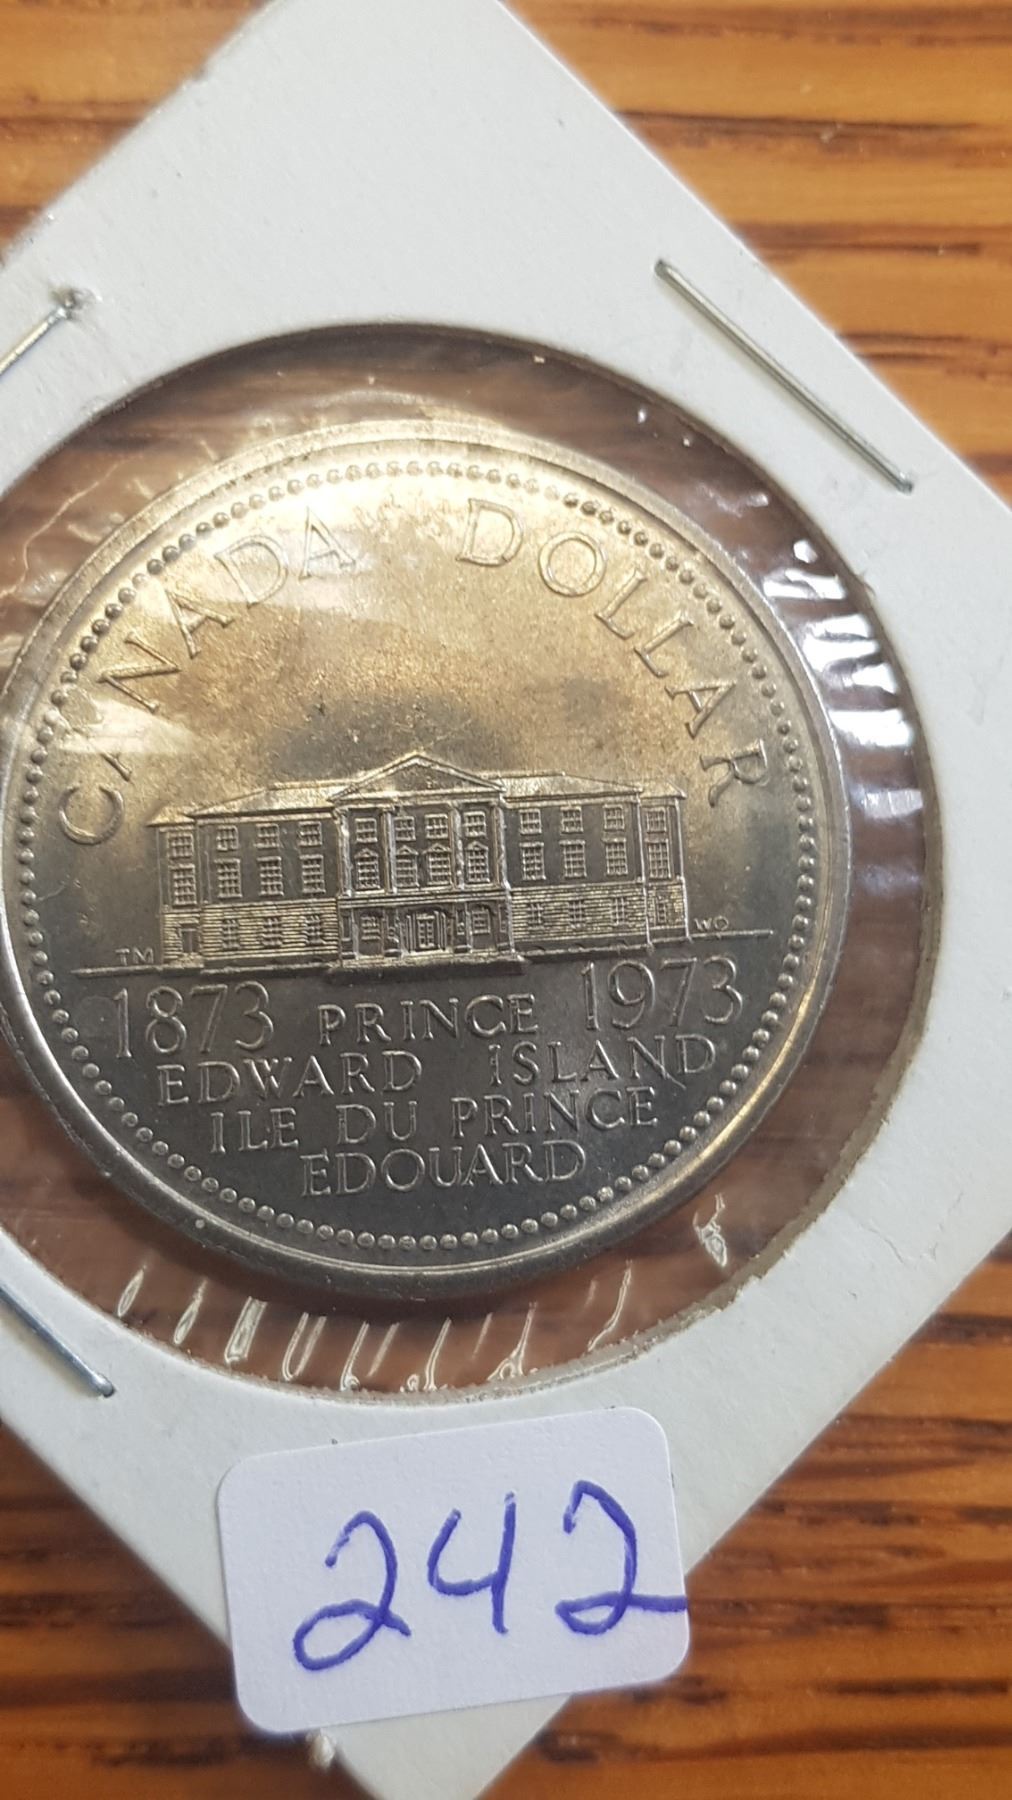 CANADA DOLLAR
TM WO
1873 PRINCE 1973
EDWARD ISLAND
ILE DU PRINCE
EDOUARD
242